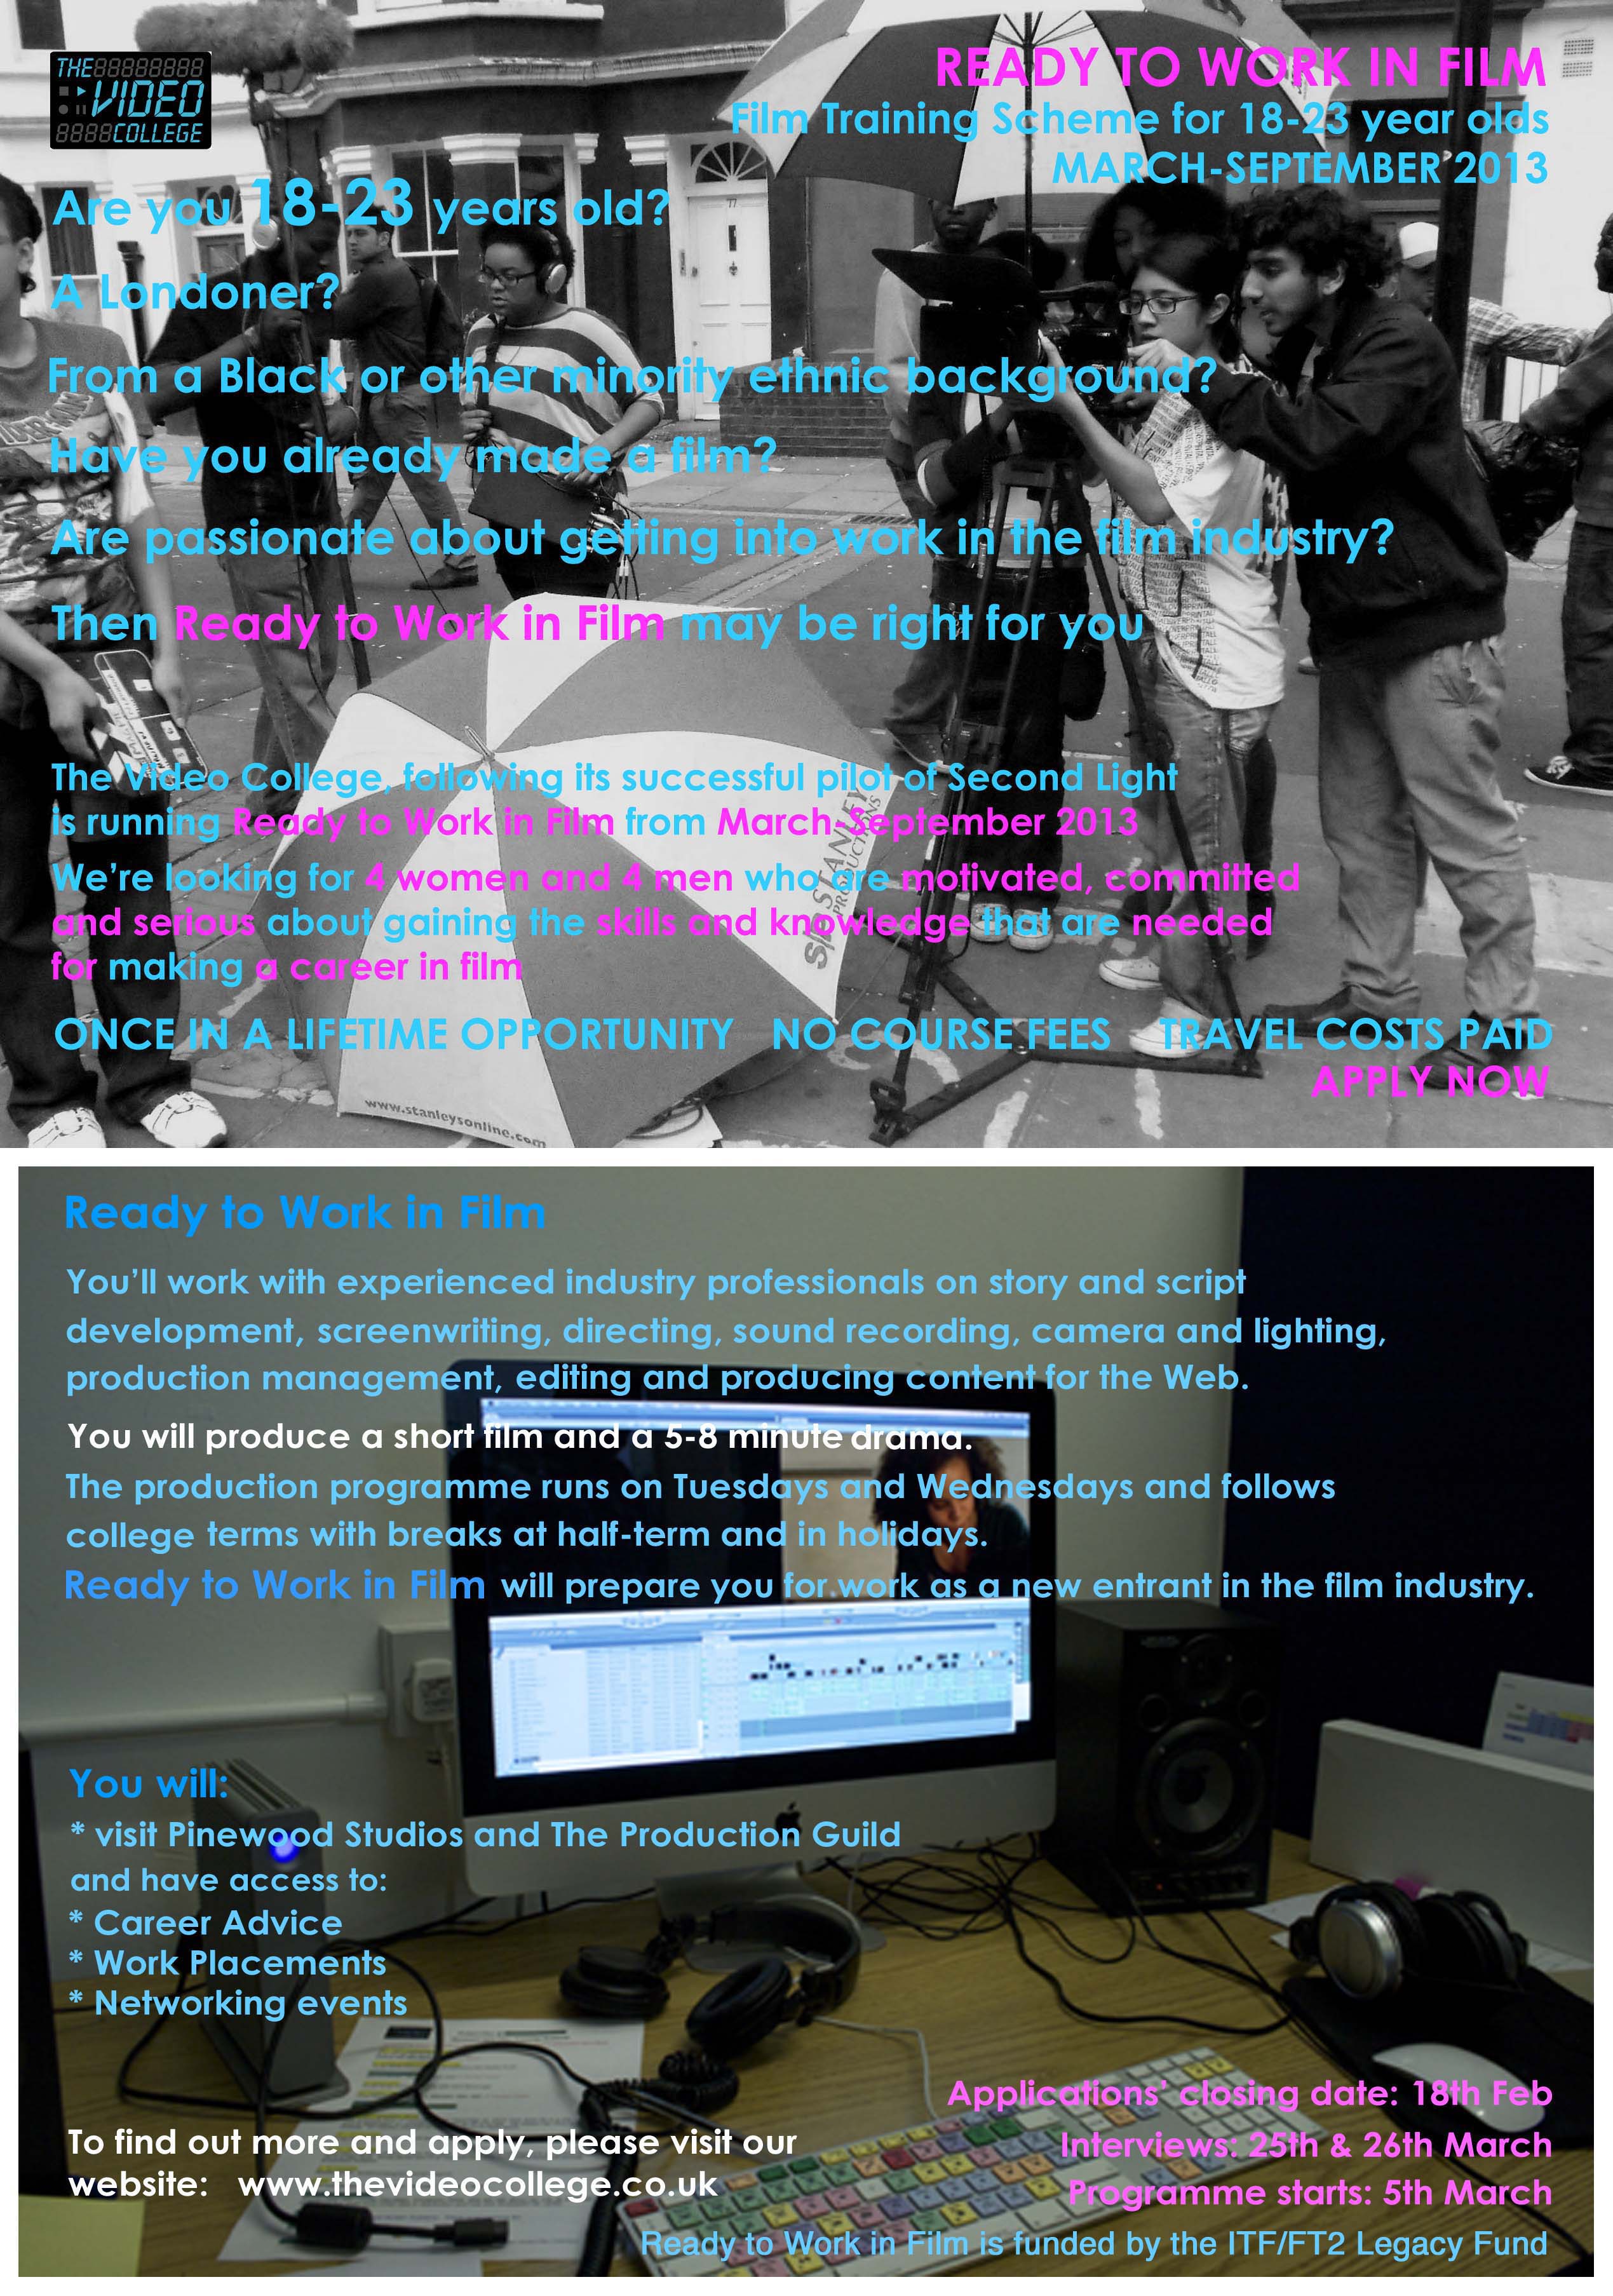 THE
VIDEO
COLLEGE
READY TO WORK IN FILM
Film Training Scheme for 18-23 year olds
MARCH-SEPTEMBER 2013
Are you 18-23 years old?
A Londoner?
From a Black or other minority ethnic background?
Have you already made a film?
Are passionate about getting into work in the film industry?
Then Ready to Work in Film may be right for you
The Video College, following its successful pilot of Second Light
is running Ready to Work in Film from March-September 2013
We're looking for 4 women and 4 men who are motivated, committed
and serious about gaining the skills and knowledge that are needed
for making a career in film
STANLEY
PRODUCTIONS
ONCE IN A LIFETIME OPPORTUNITY NO COURSE FEES TRAVEL COSTS PAID
APPLY NOW
www.stanleysonline.com
Ready to Work in Film
You'll work with experienced industry professionals on story and script
development, screenwriting, directing, sound recording, camera and lighting,
production management, editing and producing content for the Web.
You will produce a short film and a 5-8 minute drama.
The production programme runs on Tuesdays and Wednesdays and follows
college terms with breaks at half-term and in holidays.
Ready to Work in Film will prepare you for work as a new entrant in the film industry.
You will:
* visit Pinewood Studios and The Production Guild
and have access to:
* Career Advice
* Work Placements
* Networking events
Applications' closing date: 18th Feb
Interviews: 25th & 26th March
Programme starts: 5th March
To find out more and apply, please visit our
website: www.thevideocollege.co.uk
Ready to Work in Film is funded by the ITF/FT2 Legacy Fund